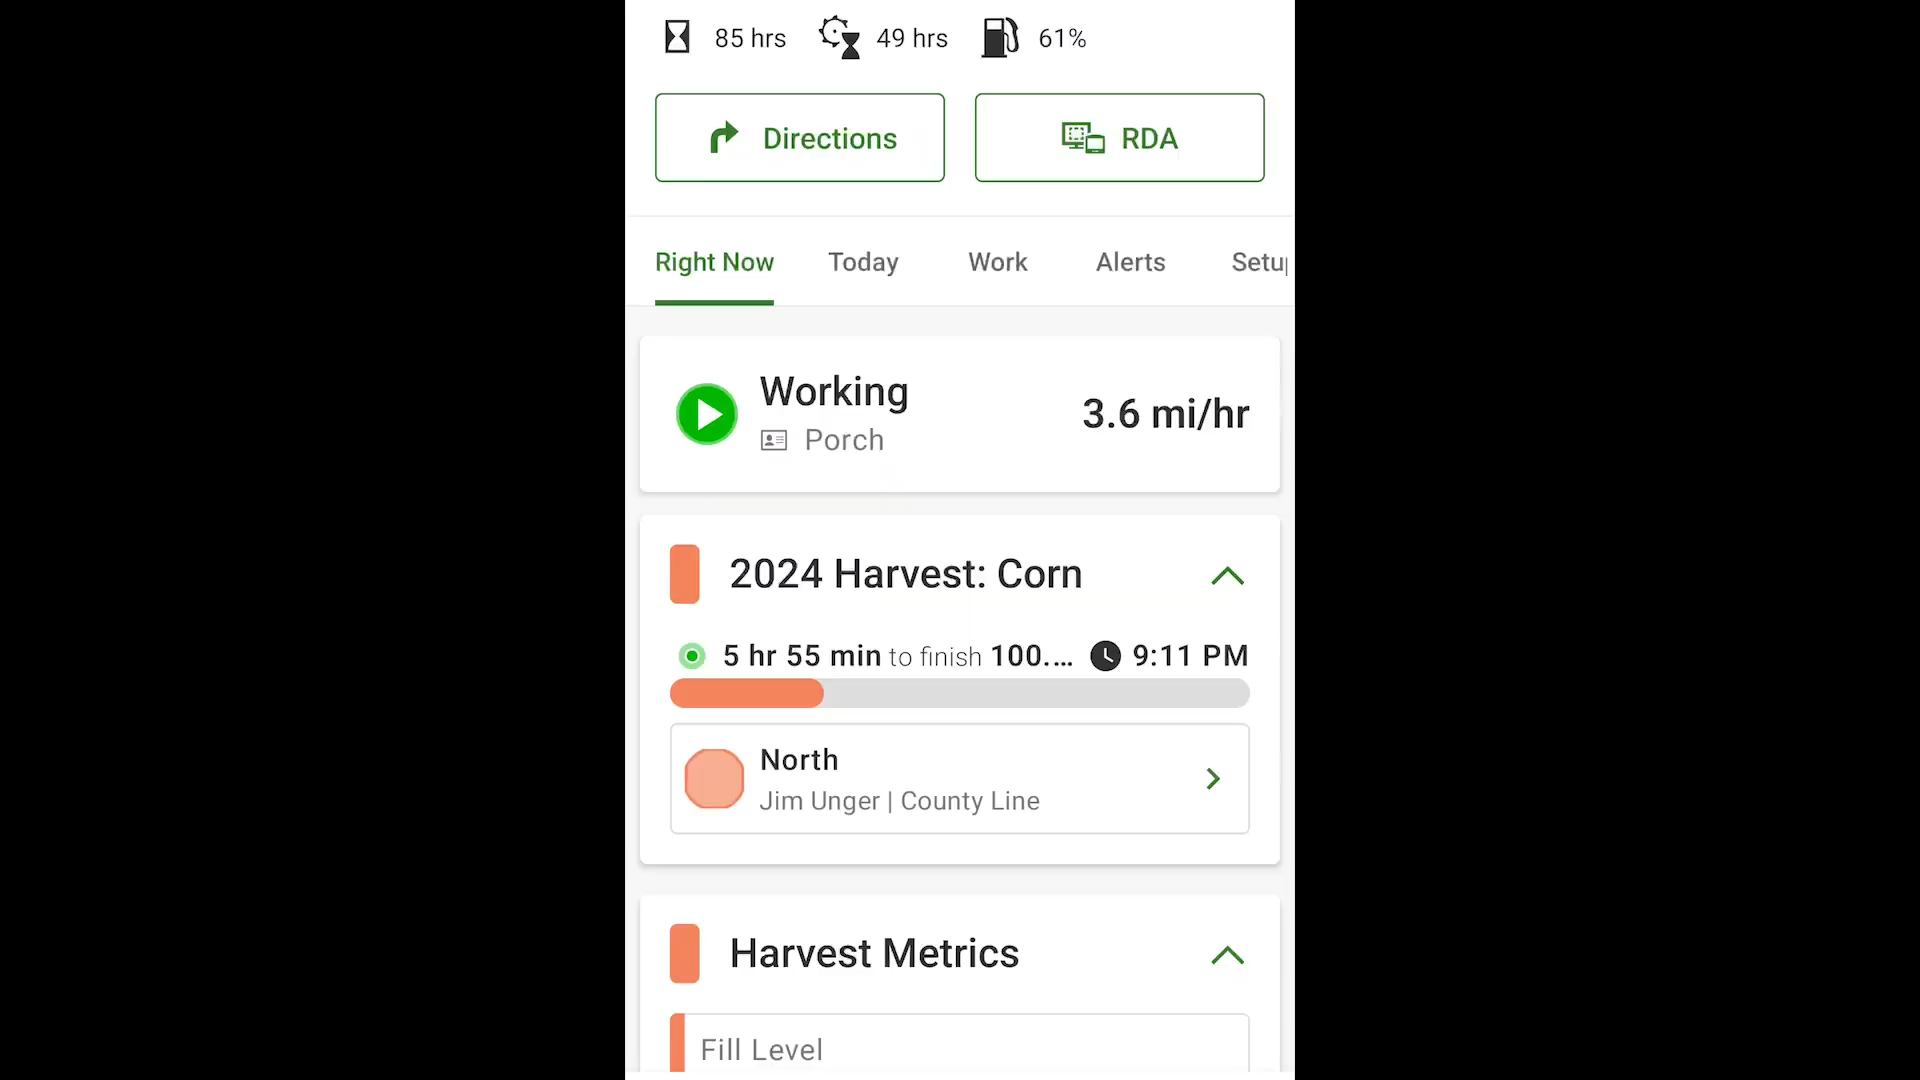 85 hrs 49 hrs 61%
Directions RDA
Right Now Today Work Alerts Setu
Working
Porch
3.6 mi/hr
2024 Harvest: Corn
5 hr 55 min to finish 100.... 9:11 PM
North
Jim Unger | County Line
Harvest Metrics
Fill Level